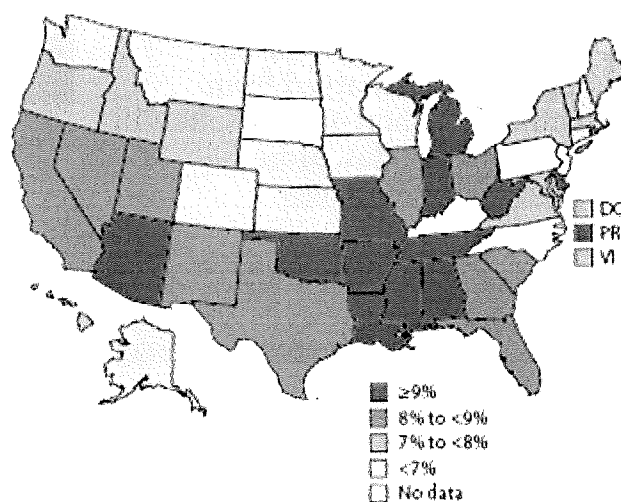 DC
PR
VI
≥9%
8% to <9%
7% to <8%
<7%
No data